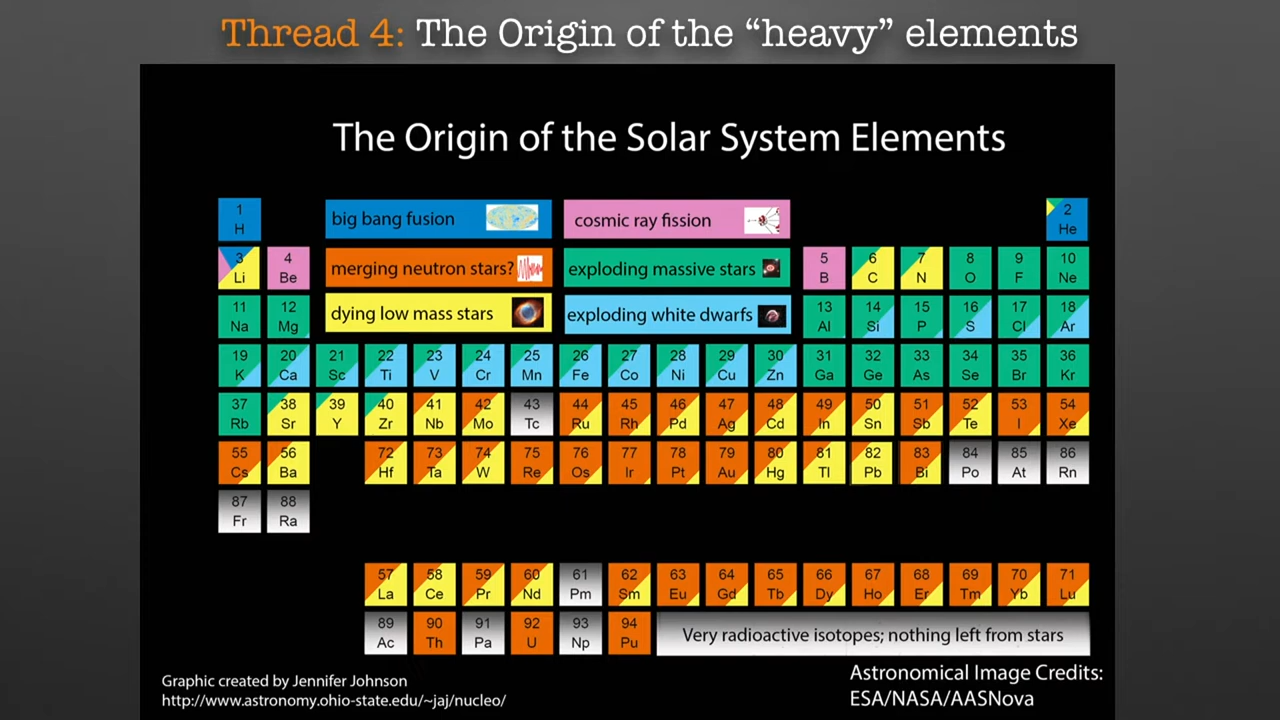 Thread 4: The Origin of the “heavy” elements
The Origin of the Solar System Elements
1 2
H big bang fusion cosmic ray fission He
3 4 5 6 7 8 9 10
Li Be merging neutron stars? exploding massive stars B C N O F Ne
11 12 13 14 15 16 17 18
Na Mg dying low mass stars exploding white dwarfs Al Si P S Cl Ar
19 20 21 22 23 24 25 26 27 28 29 30 31 32 33 34 35 36
K Ca Sc Ti V Cr Mn Fe Co Ni Cu Zn Ga Ge As Se Br Kr
37 38 39 40 41 42 43 44 45 46 47 48 49 50 51 52 53 54
Rb Sr Y Zr Nb Mo Tc Ru Rh Pd Ag Cd In Sn Sb Te I Xe
55 56 72 73 74 75 76 77 78 79 80 81 82 83 84 85 86
Cs Ba Hf Ta W Re Os Ir Pt Au Hg Tl Pb Bi Po At Rn
87 88
Fr Ra
57 58 59 60 61 62 63 64 65 66 67 68 69 70 71
La Ce Pr Nd Pm Sm Eu Gd Tb Dy Ho Er Tm Yb Lu
89 90 91 92 93 94
Ac Th Pa U Np Pu Very radioactive isotopes; nothing left from stars
Graphic created by Jennifer Johnson
http://www.astronomy.ohio-state.edu/~jaj/nucleo/
Astronomical Image Credits:
ESA/NASA/AASNova